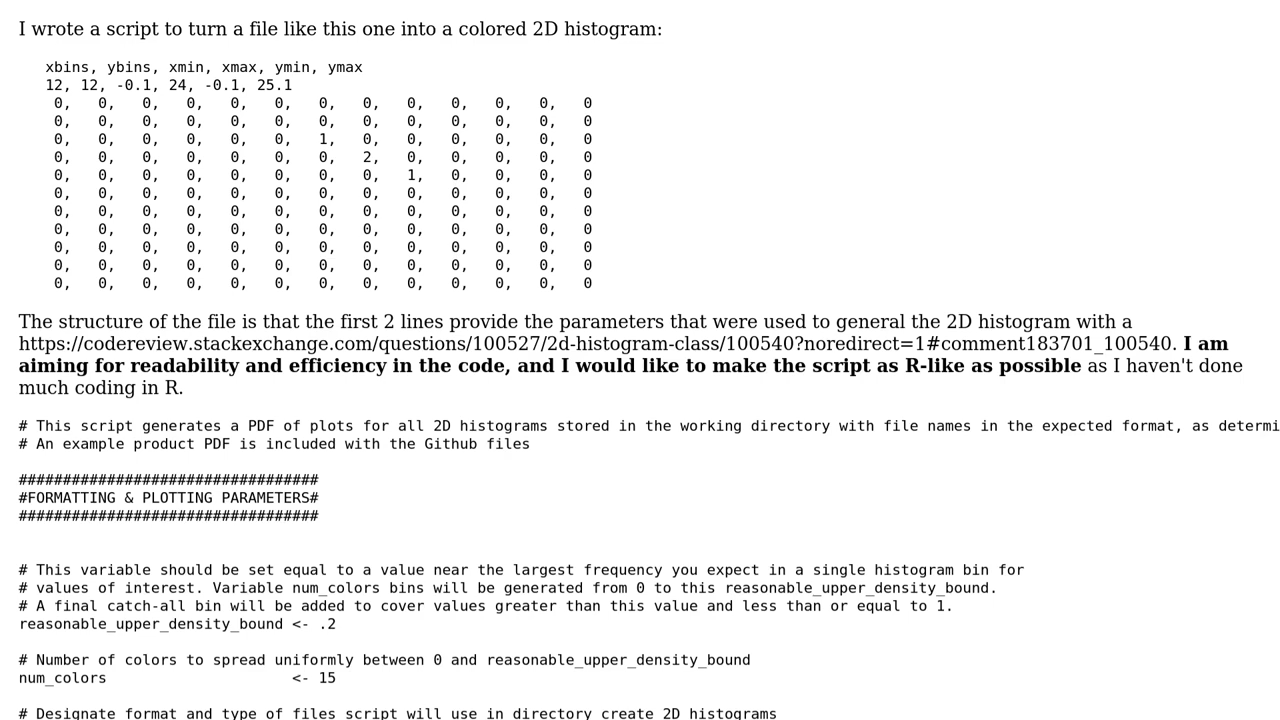 I wrote a script to turn a file like this one into a colored 2D histogram:
xbins, ybins, xmin, xmax, ymin, ymax
12, 12, -0.1, 24, -0.1, 25.1
0, 0, 0, 0, 0, 0, 0, 0, 0, 0, 0, 0, 0
0, 0, 0, 0, 0, 0, 0, 0, 0, 0, 0, 0, 0
0, 0, 0, 0, 0, 0, 1, 0, 0, 0, 0, 0, 0
0, 0, 0, 0, 0, 0, 0, 2, 0, 0, 0, 0, 0
0, 0, 0, 0, 0, 0, 0, 0, 1, 0, 0, 0, 0
0, 0, 0, 0, 0, 0, 0, 0, 0, 0, 0, 0, 0
0, 0, 0, 0, 0, 0, 0, 0, 0, 0, 0, 0, 0
0, 0, 0, 0, 0, 0, 0, 0, 0, 0, 0, 0, 0
0, 0, 0, 0, 0, 0, 0, 0, 0, 0, 0, 0, 0
0, 0, 0, 0, 0, 0, 0, 0, 0, 0, 0, 0, 0
0, 0, 0, 0, 0, 0, 0, 0, 0, 0, 0, 0, 0
The structure of the file is that the first 2 lines provide the parameters that were used to general the 2D histogram with a
https://codereview.stackexchange.com/questions/100527/2d-histogram-class/100540?noredirect=1#comment183701_100540. I am
aiming for readability and efficiency in the code, and I would like to make the script as R-like as possible as I haven't done
much coding in R.
# This script generates a PDF of plots for all 2D histograms stored in the working directory with file names in the expected format, as determi
# An example product PDF is included with the Github files
##################################
#FORMATTING & PLOTTING PARAMETERS#
##################################
# This variable should be set equal to a value near the largest frequency you expect in a single histogram bin for
# values of interest. Variable num_colors bins will be generated from 0 to this reasonable_upper_density_bound.
# A final catch-all bin will be added to cover values greater than this value and less than or equal to 1.
reasonable_upper_density_bound <- .2
# Number of colors to spread uniformly between 0 and reasonable_upper_density_bound
num_colors <- 15
# Designate format and type of files script will use in directory create 2D histograms